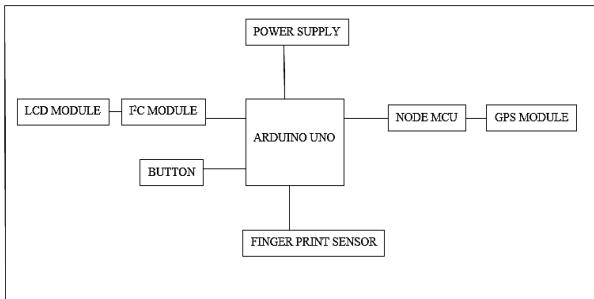 POWER SUPPLY
LCD MODULE
I²C MODULE
ARDUINO UNO
NODE MCU
GPS MODULE
BUTTON
FINGER PRINT SENSOR